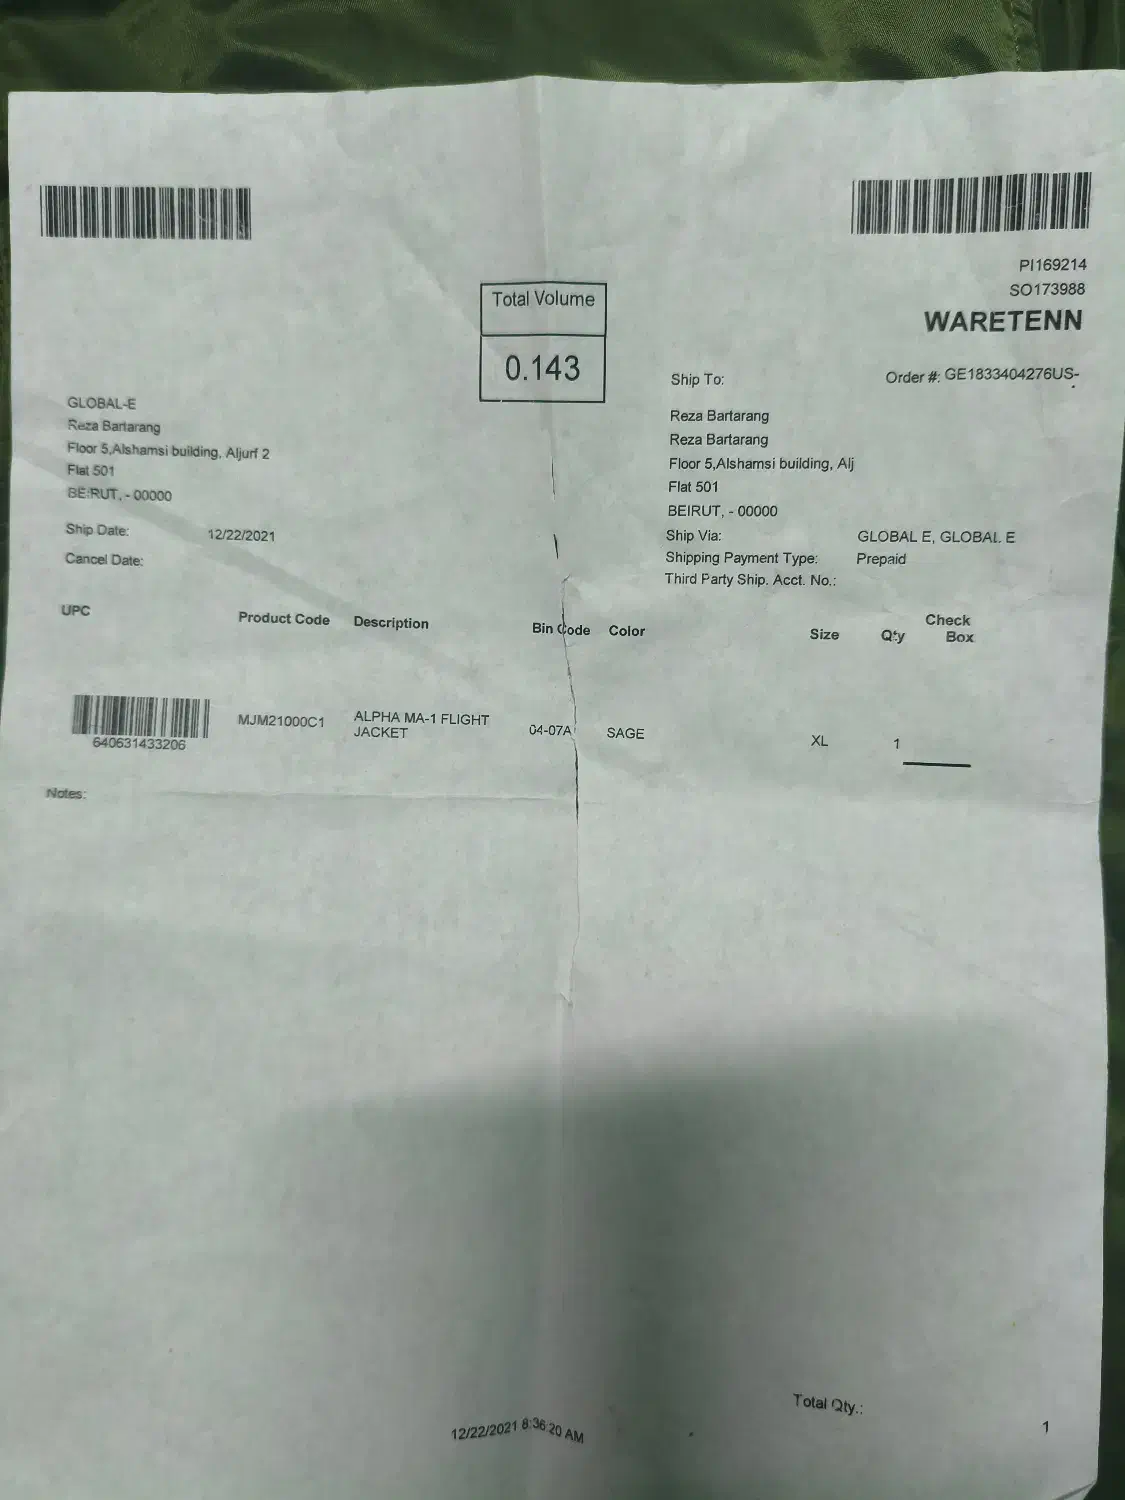 PI169214
SO173988
WARETENN
Total Volume
0.143
Ship To:
Order #: GE1833404276US-
GLOBAL-E
Reza Bartarang
Floor 5,Alshamsi building, Aljurf 2
Flat 501
BEIRUT, - 00000
Reza Bartarang
Reza Bartarang
Floor 5,Alshamsi building, Alj
Flat 501
BEIRUT, - 00000
Ship Date: 12/22/2021
Cancel Date:
Ship Via: GLOBAL E, GLOBAL E
Shipping Payment Type: Prepaid
Third Party Ship. Acct. No.:
UPC Product Code Description Bin Code Color Size Qty Check Box
640631433206 MJM21000C1 ALPHA MA-1 FLIGHT JACKET 04-07A SAGE XL 1
Notes:
Total Qty.: 1
12/22/2021 8:36:20 AM